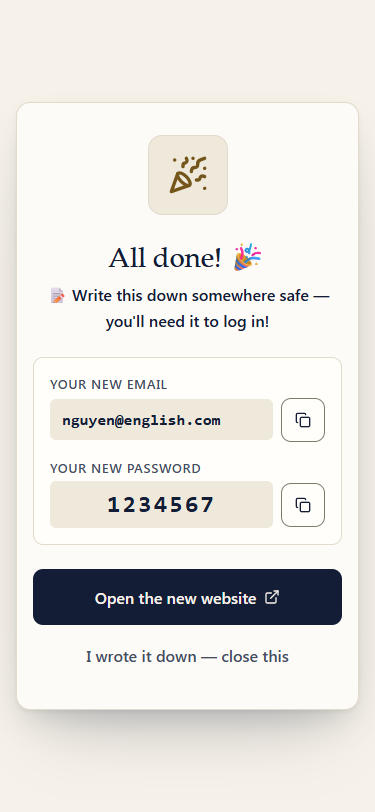 All done! 🎉
📝 Write this down somewhere safe —
you'll need it to log in!
YOUR NEW EMAIL
nguyen@english.com
YOUR NEW PASSWORD
1234567
Open the new website
I wrote it down — close this